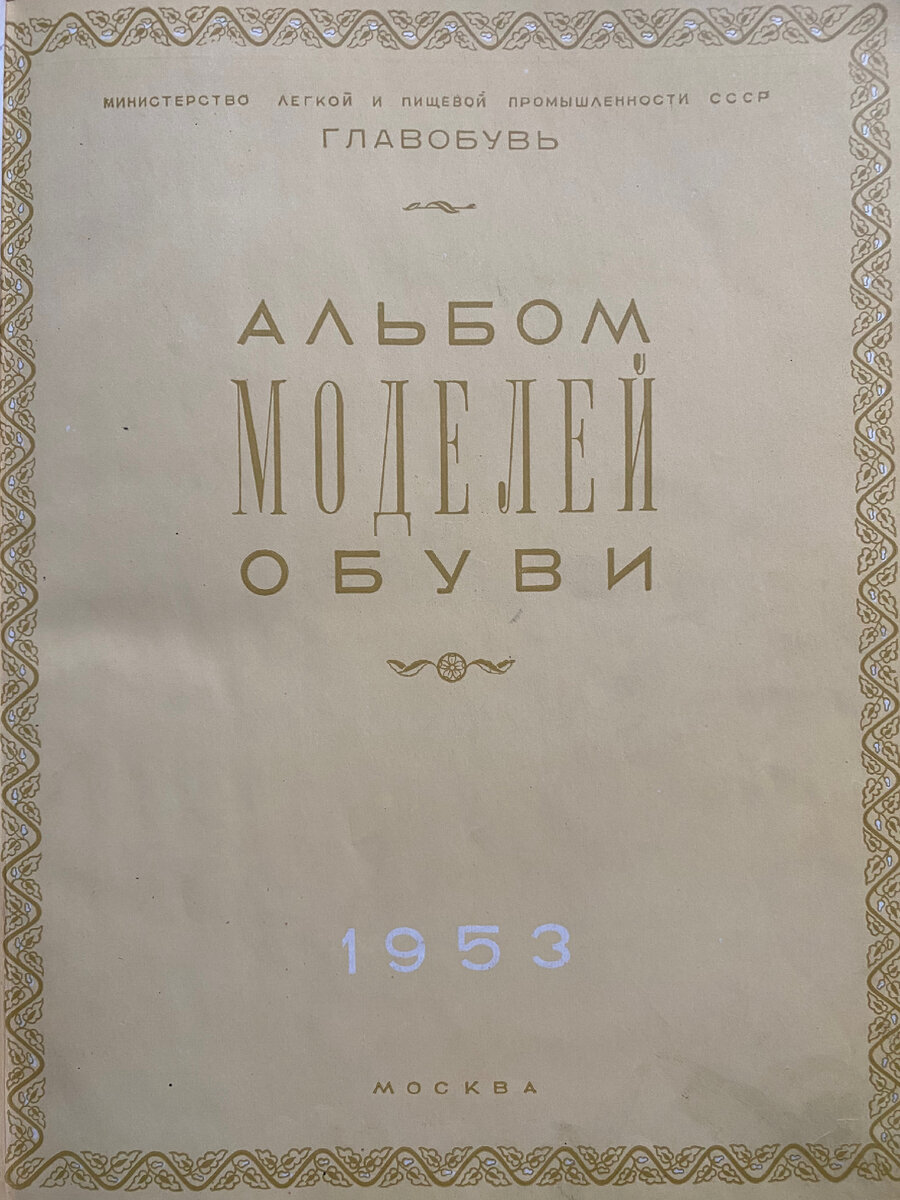 МИНИСТЕРСТВО ЛЕГКОЙ И ПИЩЕВОЙ ПРОМЫШЛЕННОСТИ СССР
ГЛАВОБУВЬ
АЛЬБОМ
МОДЕЛЕЙ
ОБУВИ
1953
МОСКВА